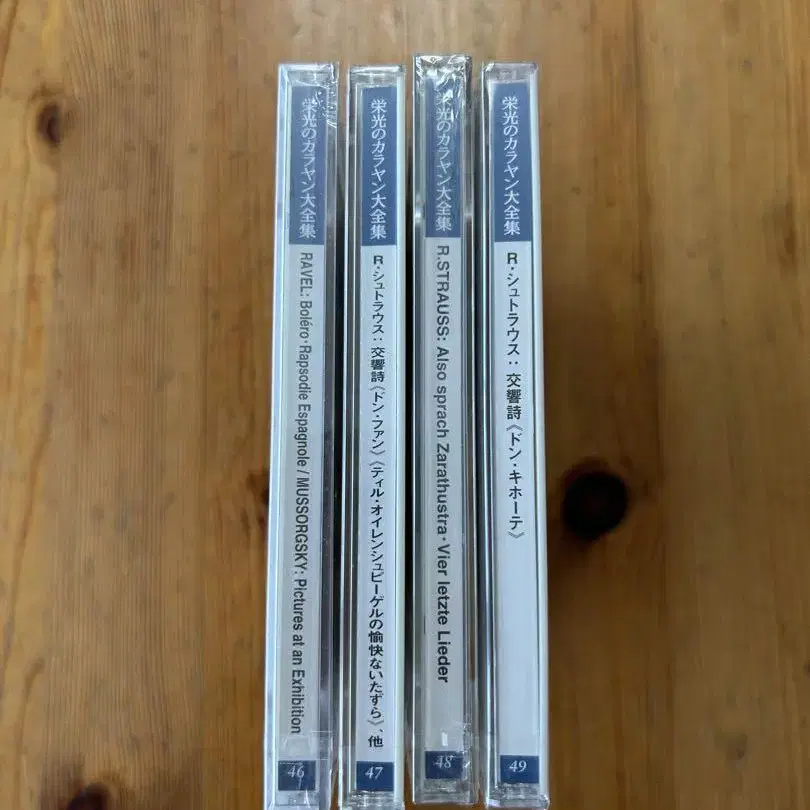 栄光のカラヤン大全集
RAVEL: Boléro・Rapsodie Espagnole / MUSSORGSKY: Pictures at an Exhibition
46
栄光のカラヤン大全集
R・シュトラウス: 交響詩《ドン・ファン》《ティル・オイレンシュピーゲルの愉快ないたずら》、他
47
栄光のカラヤン大全集
R.STRAUSS: Also sprach Zarathustra・Vier letzte Lieder
48
栄光のカラヤン大全集
R・シュトラウス: 交響詩《ドン・キホーテ》
49